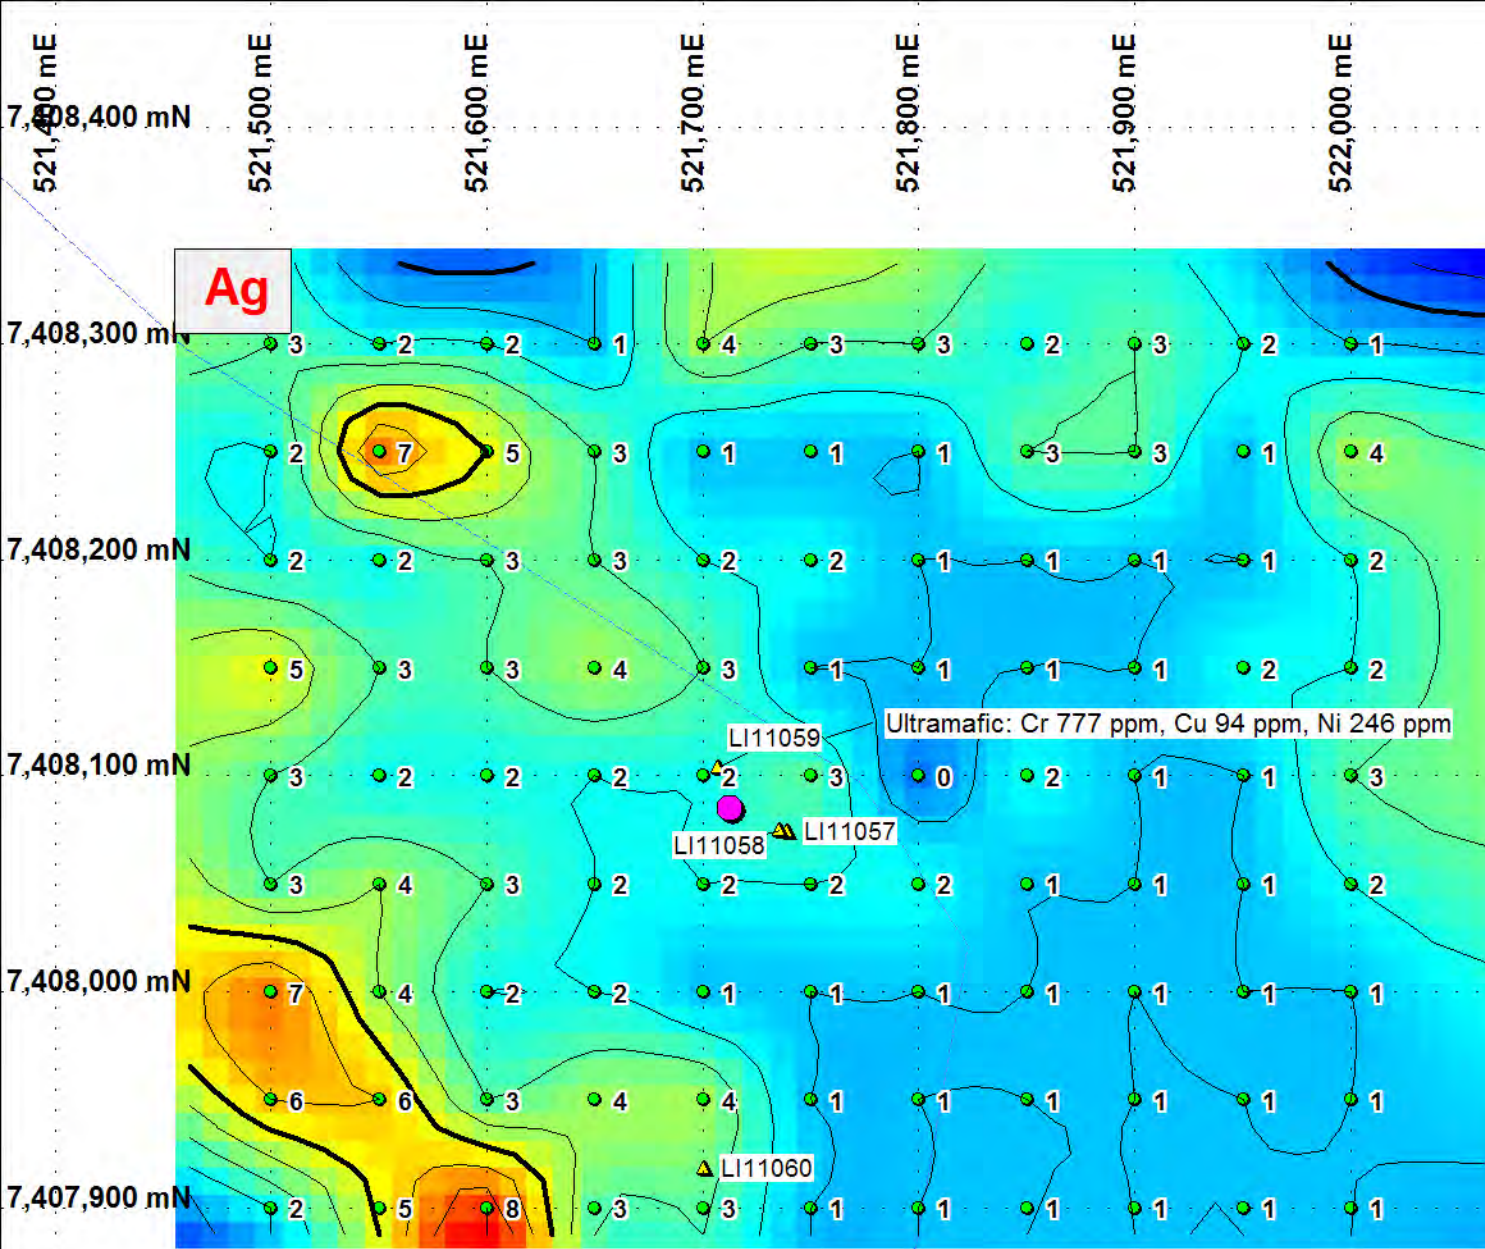 521,400 mE 521,500 mE 521,600 mE 521,700 mE 521,800 mE 521,900 mE 522,000 mE
7,408,400 mN
Ag
7,408,300 mN
3 2 2 1 4 3 3 2 3 2 1
2 7 5 3 1 1 1 3 3 1 4
7,408,200 mN
2 2 3 3 2 2 1 1 1 1 2
5 3 3 4 3 1 1 1 1 2 2
Ultramafic: Cr 777 ppm, Cu 94 ppm, Ni 246 ppm
LI11059
7,408,100 mN
3 2 2 2 2 3 0 2 1 1 3
LI11057
LI11058
3 4 3 2 2 2 2 1 1 1 2
7,408,000 mN
7 4 2 2 1 1 1 1 1 1 1
6 6 3 4 4 1 1 1 1 1 1
LI11060
7,407,900 mN
2 5 8 3 3 1 1 1 1 1 1